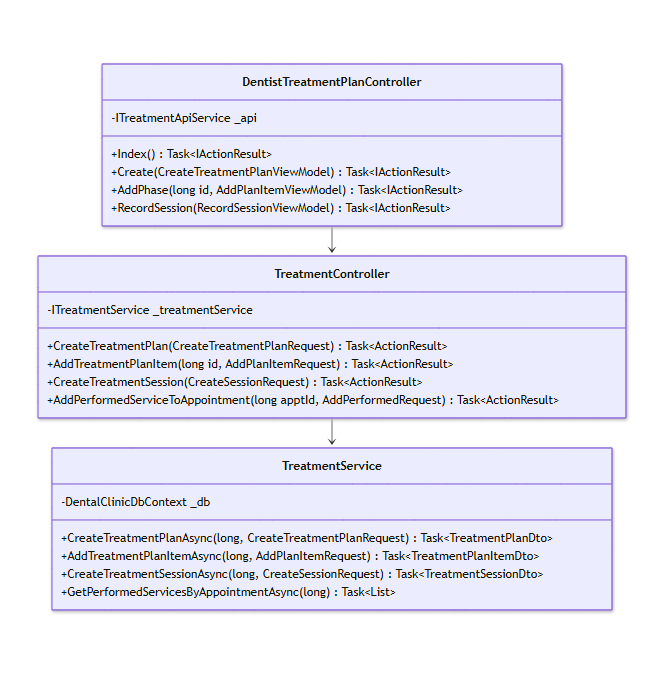 DentistTreatmentPlanController
-ITreatmentApiService _api
+Index() : Task<IActionResult>
+Create(CreateTreatmentPlanViewModel) : Task<IActionResult>
+AddPhase(long id, AddPlanItemViewModel) : Task<IActionResult>
+RecordSession(RecordSessionViewModel) : Task<IActionResult>
TreatmentController
-ITreatmentService _treatmentService
+CreateTreatmentPlan(CreateTreatmentPlanRequest) : Task<ActionResult>
+AddTreatmentPlanItem(long id, AddPlanItemRequest) : Task<ActionResult>
+CreateTreatmentSession(CreateSessionRequest) : Task<ActionResult>
+AddPerformedServiceToAppointment(long apptId, AddPerformedRequest) : Task<ActionResult>
TreatmentService
-DentalClinicDbContext _db
+CreateTreatmentPlanAsync(long, CreateTreatmentPlanRequest) : Task<TreatmentPlanDto>
+AddTreatmentPlanItemAsync(long, AddPlanItemRequest) : Task<TreatmentPlanItemDto>
+CreateTreatmentSessionAsync(long, CreateSessionRequest) : Task<TreatmentSessionDto>
+GetPerformedServicesByAppointmentAsync(long) : Task<List>